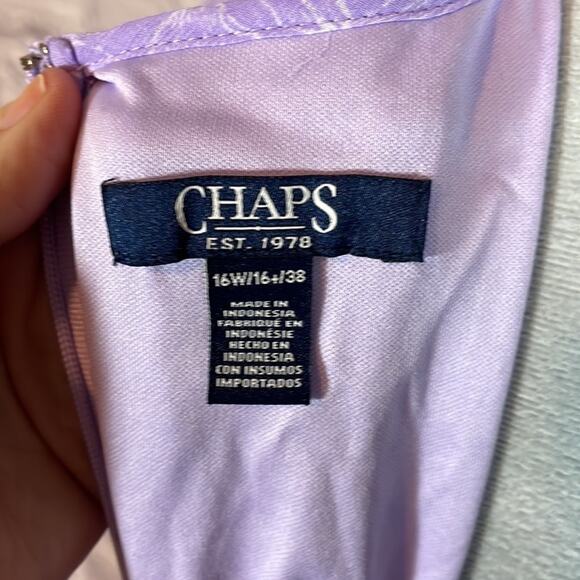 CHAPS
EST. 1978
16W/16+/38
MADE IN
INDONESIA
FABRIQUÉ EN
INDONÉSIE
HECHO EN
INDONESIA
CON INSUMOS
IMPORTADOS